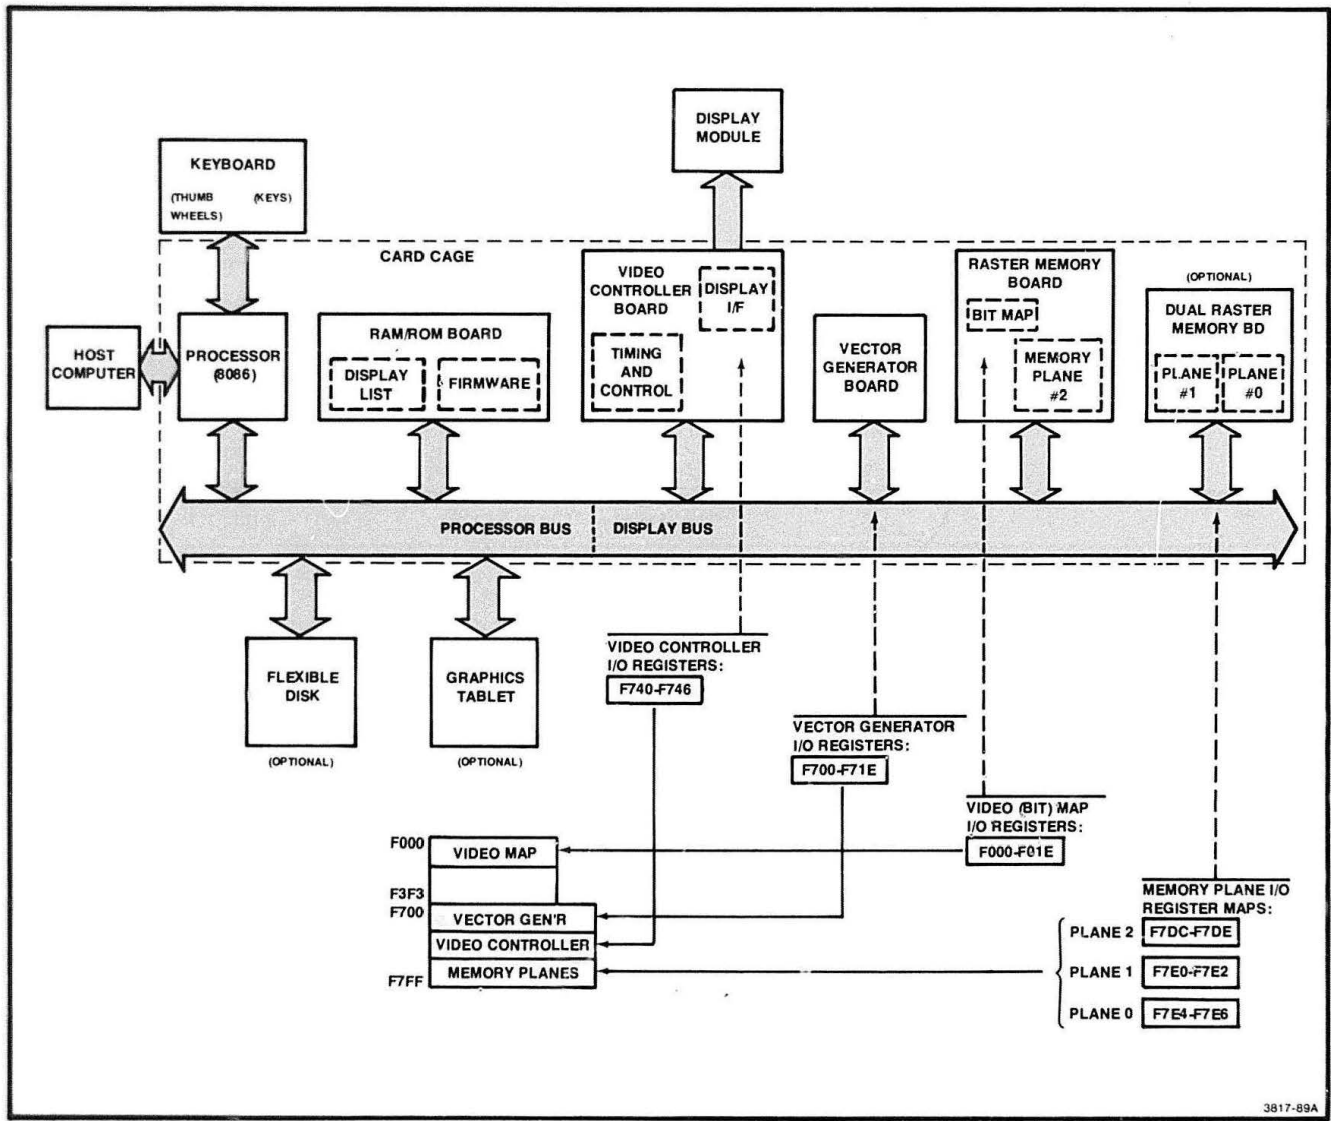 DISPLAY
MODULE
KEYBOARD
(THUMB (KEYS)
WHEELS)
CARD CAGE
HOST
COMPUTER
PROCESSOR
(8086)
RAM/ROM BOARD
DISPLAY
LIST
FIRMWARE
VIDEO
CONTROLLER
BOARD
DISPLAY
I/F
TIMING
AND
CONTROL
VECTOR
GENERATOR
BOARD
RASTER MEMORY
BOARD
BIT MAP
MEMORY
PLANE
#2
(OPTIONAL)
DUAL RASTER
MEMORY BD
PLANE
#1
PLANE
#0
PROCESSOR BUS
DISPLAY BUS
FLEXIBLE
DISK
(OPTIONAL)
GRAPHICS
TABLET
(OPTIONAL)
VIDEO CONTROLLER
I/O REGISTERS:
F740-F746
VECTOR GENERATOR
I/O REGISTERS:
F700-F71E
VIDEO (BIT) MAP
I/O REGISTERS:
F000-F01E
MEMORY PLANE I/O
REGISTER MAPS:
PLANE 2 F7DC-F7DE
PLANE 1 F7E0-F7E2
PLANE 0 F7E4-F7E6
F000
VIDEO MAP
F3F3
F700
VECTOR GEN'R
VIDEO CONTROLLER
MEMORY PLANES
F7FF
3817-89A